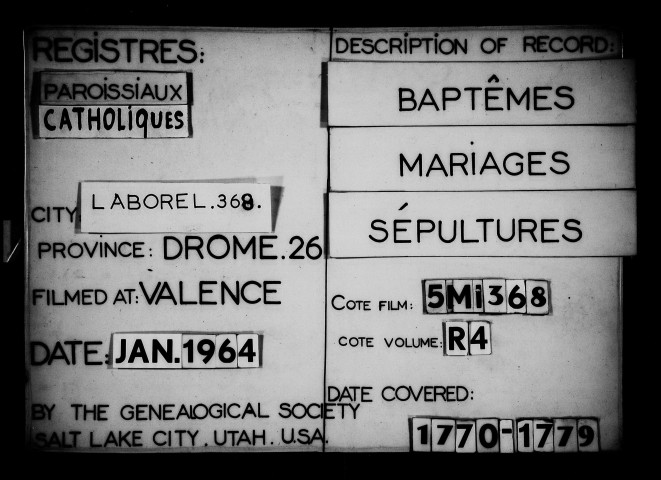 REGISTRES:
PAROISSIAUX
CATHOLIQUES
CITY LABOREL.368.
PROVINCE: DROME.26
FILMED AT: VALENCE
DATE: JAN.1964
BY THE GENEALOGICAL SOCIETY
SALT LAKE CITY. UTAH. U.S.A.
DESCRIPTION OF RECORD:
BAPTÊMES
MARIAGES
SÉPULTURES
COTE FILM: 5Mi368
COTE VOLUME: R4
DATE COVERED:
1770-1779